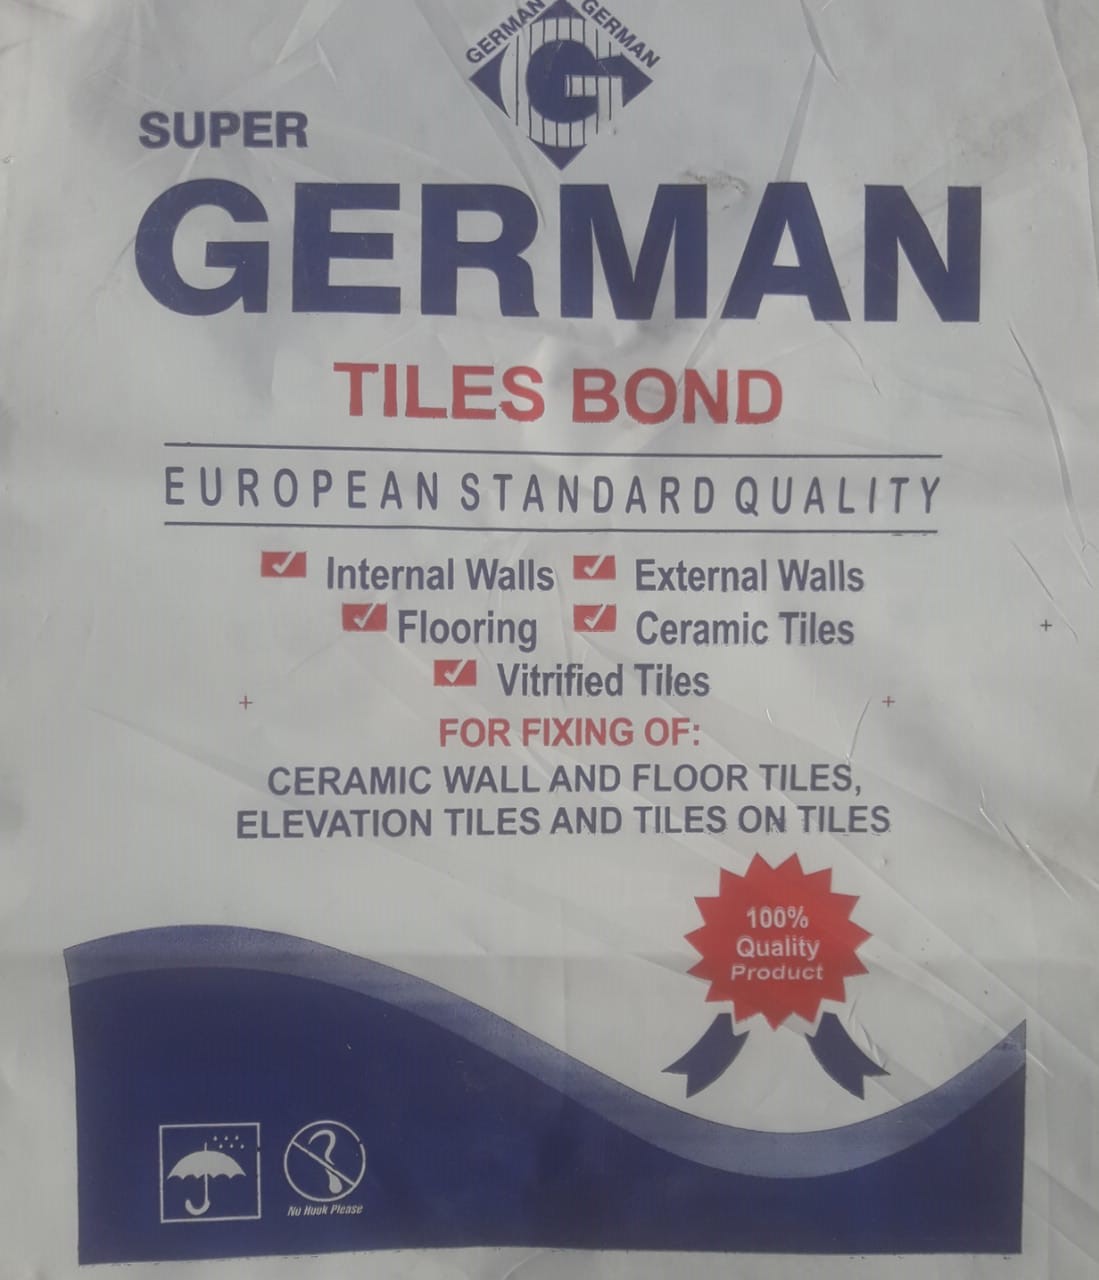 GERMAN GERMAN
G
SUPER
GERMAN
TILES BOND
EUROPEAN STANDARD QUALITY
Internal Walls External Walls
Flooring Ceramic Tiles
Vitrified Tiles
FOR FIXING OF:
CERAMIC WALL AND FLOOR TILES,
ELEVATION TILES AND TILES ON TILES
100%
Quality
Product
No Hook Please